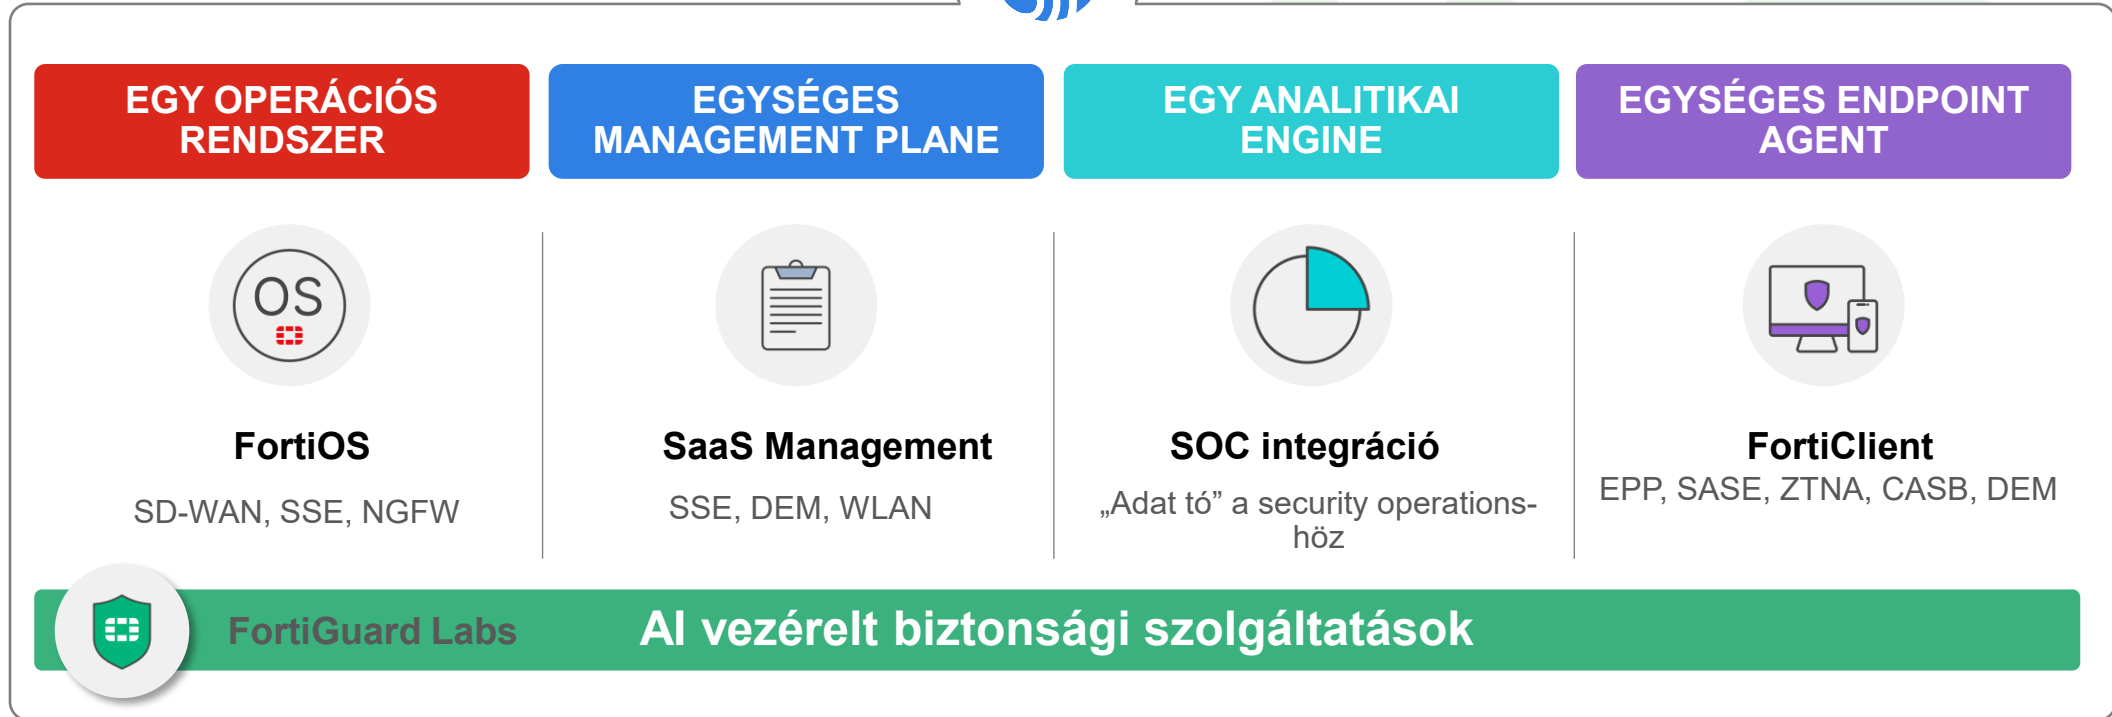 EGY OPERÁCIÓS
RENDSZER
EGYSÉGES
MANAGEMENT PLANE
EGY ANALITIKAI
ENGINE
EGYSÉGES ENDPOINT
AGENT
OS
FortiOS
SD-WAN, SSE, NGFW
SaaS Management
SSE, DEM, WLAN
SOC integráció
„Adat tó” a security operations-
höz
FortiClient
EPP, SASE, ZTNA, CASB, DEM
FortiGuard Labs
AI vezérelt biztonsági szolgáltatások